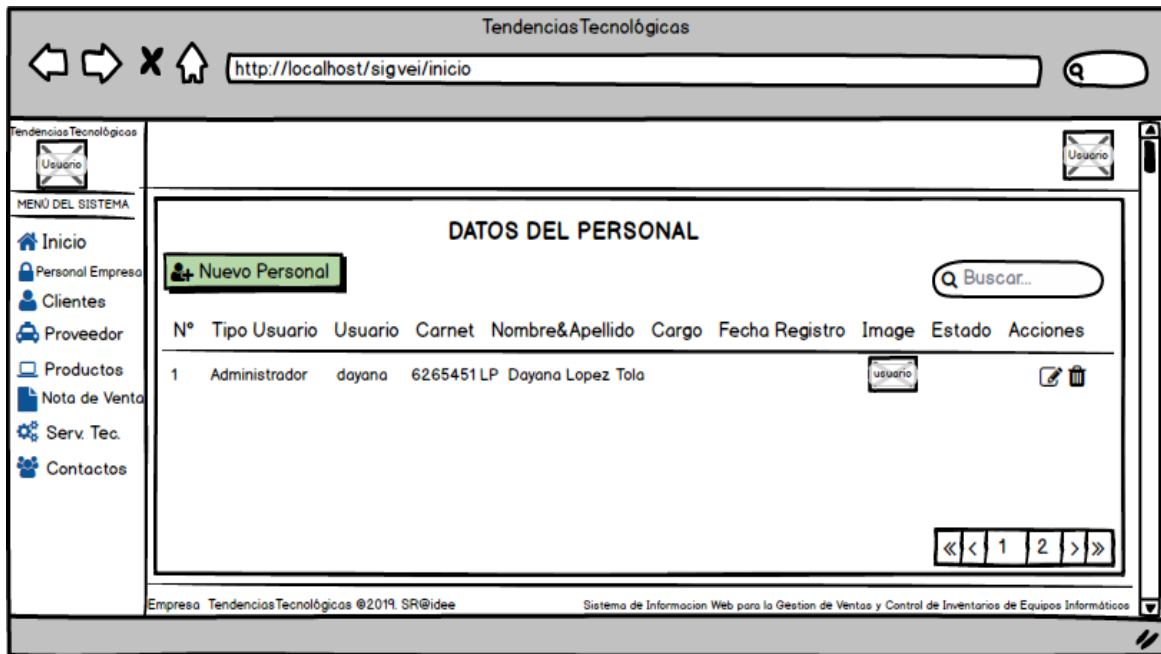 TendenciasTecnológicas
http://localhost/sigvei/inicio
TendenciasTecnológicas
Usuario
Usuario
MENÚ DEL SISTEMA
Inicio
Personal Empresa
Clientes
Proveedor
Productos
Nota de Venta
Serv. Tec.
Contactos
DATOS DEL PERSONAL
Nuevo Personal
Buscar...
N° Tipo Usuario Usuario Carnet Nombre&Apellido Cargo Fecha Registro Image Estado Acciones
1 Administrador dayana 6265451 LP Dayana Lopez Tola usuario
« < 1 2 > »
Empresa TendenciasTecnológicas @2019. SR@idee Sistema de Informacion Web para la Gestion de Ventas y Control de Inventarios de Equipos Informáticos